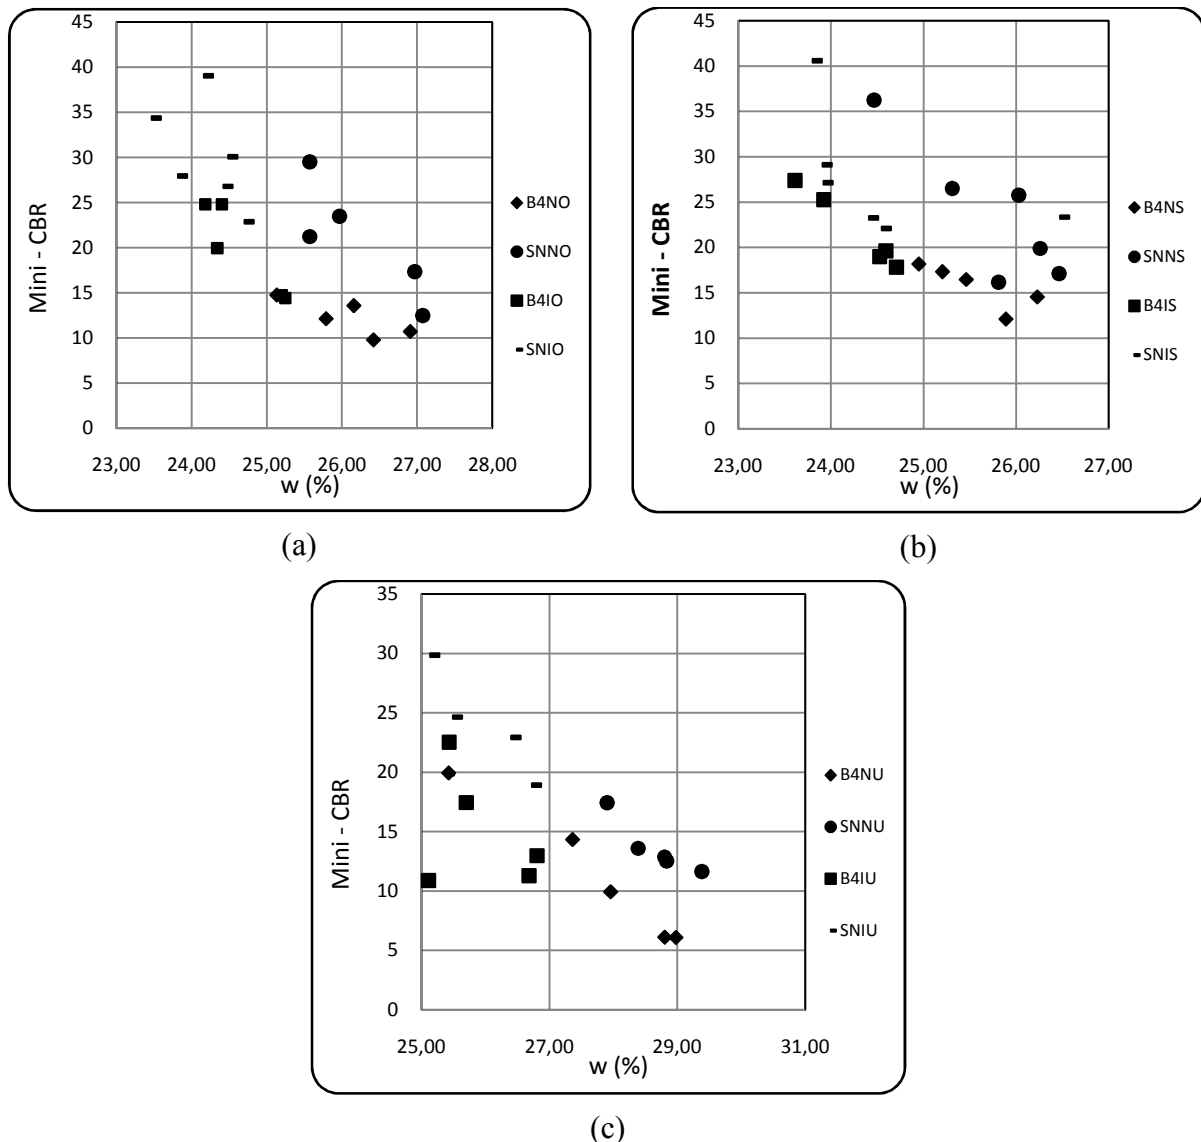 45
40
35
30
25
20
15
10
5
0
Mini - CBR
23,00 24,00 25,00 26,00 27,00 28,00
w (%)
B4NO
SNNO
B4IO
SNIO
(a)
45
40
35
30
25
20
15
10
5
0
Mini - CBR
23,00 24,00 25,00 26,00 27,00
w (%)
B4NS
SNNS
B4IS
SNIS
(b)
35
30
25
20
15
10
5
0
Mini - CBR
25,00 27,00 29,00 31,00
w (%)
B4NU
SNNU
B4IU
SNIU
(c)